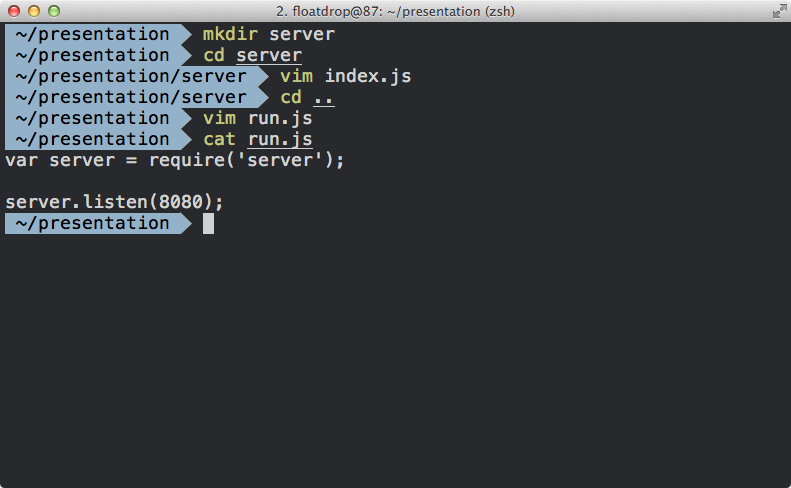 2. floatdrop@87: ~/presentation (zsh)
~/presentation mkdir server
~/presentation cd server
~/presentation/server vim index.js
~/presentation/server cd ..
~/presentation vim run.js
~/presentation cat run.js
var server = require('server');
server.listen(8080);
~/presentation